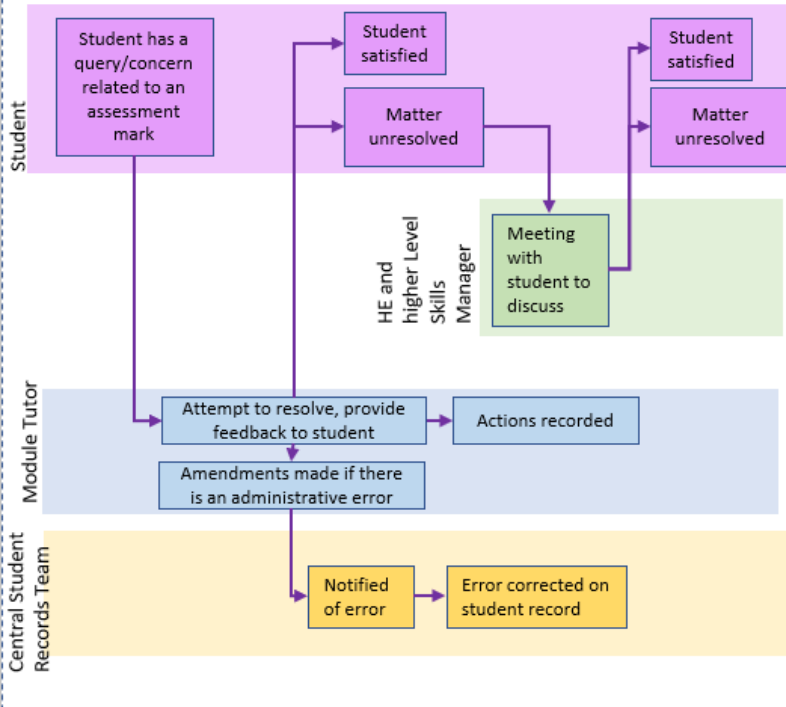 Student
Student has a
query/concern
related to an
assessment
mark
Student
satisfied
Matter
unresolved
Student
satisfied
Matter
unresolved
HE and
higher Level
Skills
Manager
Meeting
with
student to
discuss
Module Tutor
Attempt to resolve, provide
feedback to student
Actions recorded
Amendments made if there
is an administrative error
Central Student
Records Team
Notified
of error
Error corrected on
student record